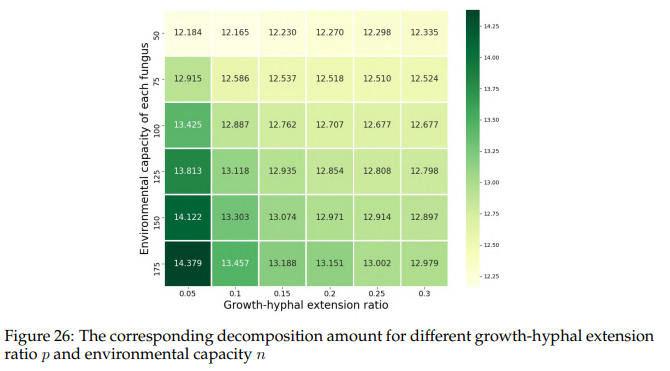 Environmental capacity of each fungus
50 12.184 12.165 12.230 12.270 12.298 12.335
75 12.915 12.586 12.537 12.518 12.510 12.524
100 13.425 12.887 12.762 12.707 12.677 12.677
125 13.813 13.118 12.935 12.854 12.808 12.798
150 14.122 13.303 13.074 12.971 12.914 12.897
175 14.379 13.457 13.188 13.151 13.002 12.979
0.05 0.1 0.15 0.2 0.25 0.3
Growth-hyphal extension ratio
14.25
14.00
13.75
13.50
13.25
13.00
12.75
12.50
12.25
Figure 26: The corresponding decomposition amount for different growth-hyphal extension
ratio p and environmental capacity n